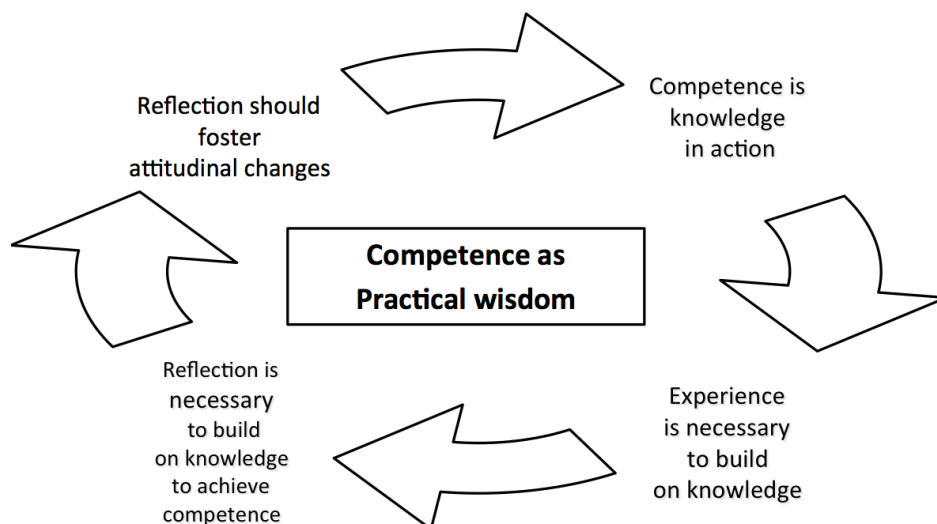 Reflection should
foster
attitudinal changes
Competence is
knowledge
in action
Competence as
Practical wisdom
Experience
is necessary
to build
on knowledge
Reflection is
necessary
to build
on knowledge
to achieve
competence